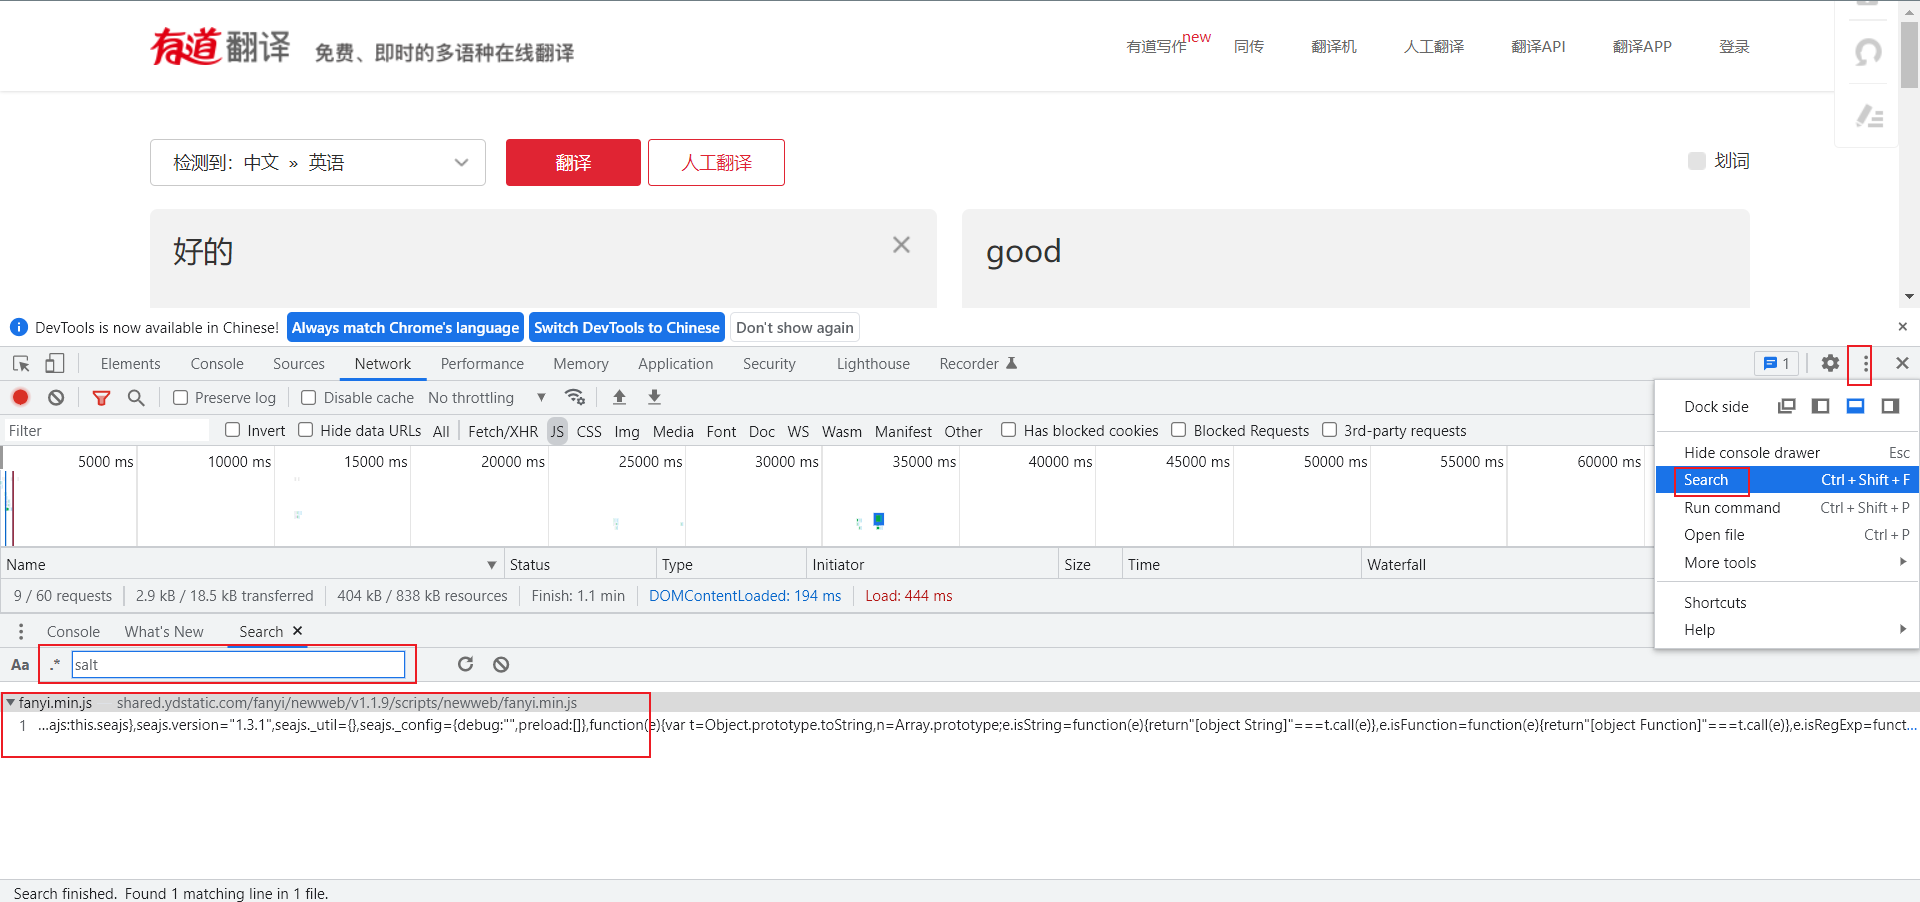 有道翻译 免费、即时的多语种在线翻译
有道写作 new 同传 翻译机 人工翻译 翻译API 翻译APP 登录
检测到：中文 » 英语 翻译 人工翻译 划词
好的 good
DevTools is now available in Chinese! Always match Chrome's language Switch DevTools to Chinese Don't show again
Elements Console Sources Network Performance Memory Application Security Lighthouse Recorder 1
Preserve log Disable cache No throttling
Filter Invert Hide data URLs All Fetch/XHR JS CSS Img Media Font Doc WS Wasm Manifest Other Has blocked cookies Blocked Requests 3rd-party requests
5000 ms 10000 ms 15000 ms 20000 ms 25000 ms 30000 ms 35000 ms 40000 ms 45000 ms 50000 ms 55000 ms 60000 ms
Dock side
Hide console drawer Esc
Search Ctrl + Shift + F
Run command Ctrl + Shift + P
Open file Ctrl + P
More tools
Shortcuts
Help
Name Status Type Initiator Size Time Waterfall
9 / 60 requests 2.9 kB / 18.5 kB transferred 404 kB / 838 kB resources Finish: 1.1 min DOMContentLoaded: 194 ms Load: 444 ms
Console What's New Search
Aa .* salt
fanyi.min.js shared.ydstatic.com/fanyi/newweb/v1.1.9/scripts/newweb/fanyi.min.js
1 …ajs:this.seajs},seajs.version="1.3.1",seajs._util={},seajs._config={debug:"",preload:[]},function(e){var t=Object.prototype.toString,n=Array.prototype;e.isString=function(e){return"[object String]"===t.call(e)},e.isFunction=function(e){return"[object Function]"===t.call(e)},e.isRegExp=funct…
Search finished. Found 1 matching line in 1 file.